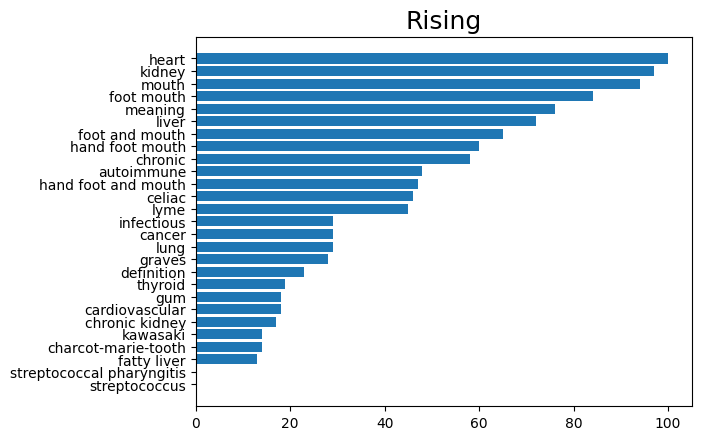 Rising
heart
kidney
mouth
foot mouth
meaning
liver
foot and mouth
hand foot mouth
chronic
autoimmune
hand foot and mouth
celiac
lyme
infectious
cancer
lung
graves
definition
thyroid
gum
cardiovascular
chronic kidney
kawasaki
charcot-marie-tooth
fatty liver
streptococcal pharyngitis
streptococcus
0 20 40 60 80 100